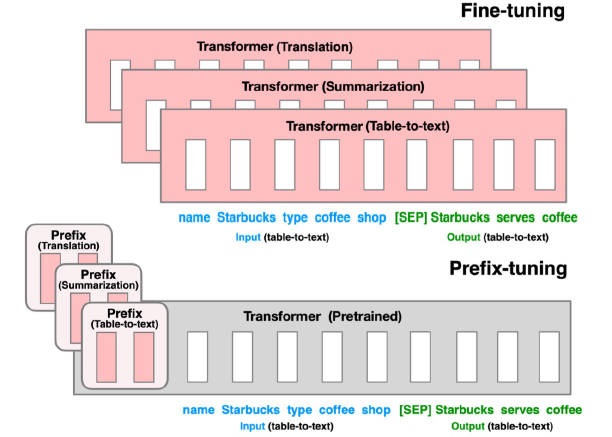 Fine-tuning
Transformer (Translation)
Transformer (Summarization)
Transformer (Table-to-text)
name Starbucks type coffee shop [SEP] Starbucks serves coffee
Input (table-to-text) Output (table-to-text)
Prefix
(Translation)
Prefix-tuning
Prefix
(Summarization)
Prefix
(Table-to-text)
Transformer (Pretrained)
name Starbucks type coffee shop [SEP] Starbucks serves coffee
Input (table-to-text) Output (table-to-text)